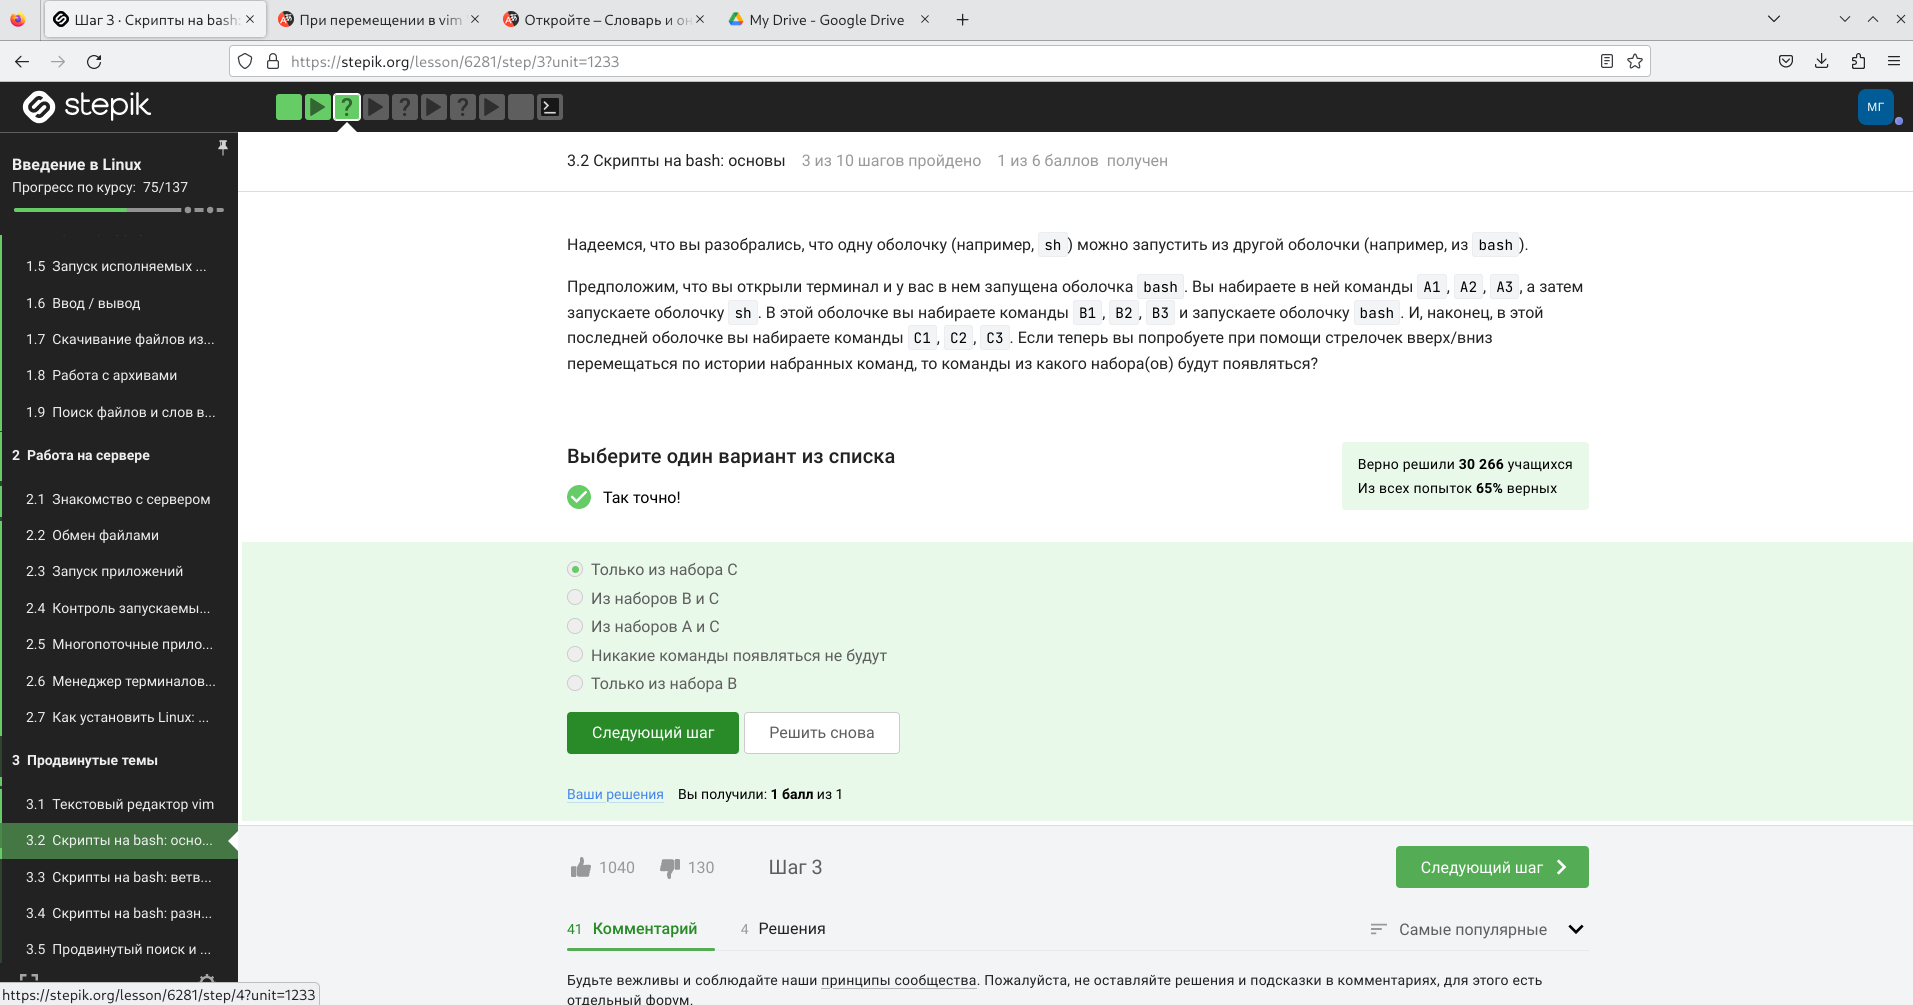 Шаг 3 · Скрипты на bash:
При перемещении в vim
Откройте – Словарь и он
My Drive - Google Drive
https://stepik.org/lesson/6281/step/3?unit=1233
stepik
МГ
Введение в Linux
Прогресс по курсу: 75/137
1.5 Запуск исполняемых ...
1.6 Ввод / вывод
1.7 Скачивание файлов из...
1.8 Работа с архивами
1.9 Поиск файлов и слов в...
2 Работа на сервере
2.1 Знакомство с сервером
2.2 Обмен файлами
2.3 Запуск приложений
2.4 Контроль запускаемы...
2.5 Многопоточные прило...
2.6 Менеджер терминалов...
2.7 Как установить Linux: ...
3 Продвинутые темы
3.1 Текстовый редактор vim
3.2 Скрипты на bash: осно...
3.3 Скрипты на bash: ветв...
3.4 Скрипты на bash: разн...
3.5 Продвинутый поиск и ...
https://stepik.org/lesson/6281/step/4?unit=1233
3.2 Скрипты на bash: основы 3 из 10 шагов пройдено 1 из 6 баллов получен
Надеемся, что вы разобрались, что одну оболочку (например, sh) можно запустить из другой оболочки (например, из bash).
Предположим, что вы открыли терминал и у вас в нем запущена оболочка bash. Вы набираете в ней команды A1, A2, A3, а затем
запускаете оболочку sh. В этой оболочке вы набираете команды B1, B2, B3 и запускаете оболочку bash. И, наконец, в этой
последней оболочке вы набираете команды C1, C2, C3. Если теперь вы попробуете при помощи стрелочек вверх/вниз
перемещаться по истории набранных команд, то команды из какого набора(ов) будут появляться?
Выберите один вариант из списка
Так точно!
Верно решили 30 266 учащихся
Из всех попыток 65% верных
Только из набора C
Из наборов B и C
Из наборов A и C
Никакие команды появляться не будут
Только из набора B
Следующий шаг
Решить снова
Ваши решения Вы получили: 1 балл из 1
1040 130 Шаг 3
Следующий шаг
41 Комментарий 4 Решения
Самые популярные
Будьте вежливы и соблюдайте наши принципы сообщества. Пожалуйста, не оставляйте решения и подсказки в комментариях, для этого есть
отдельный форум.